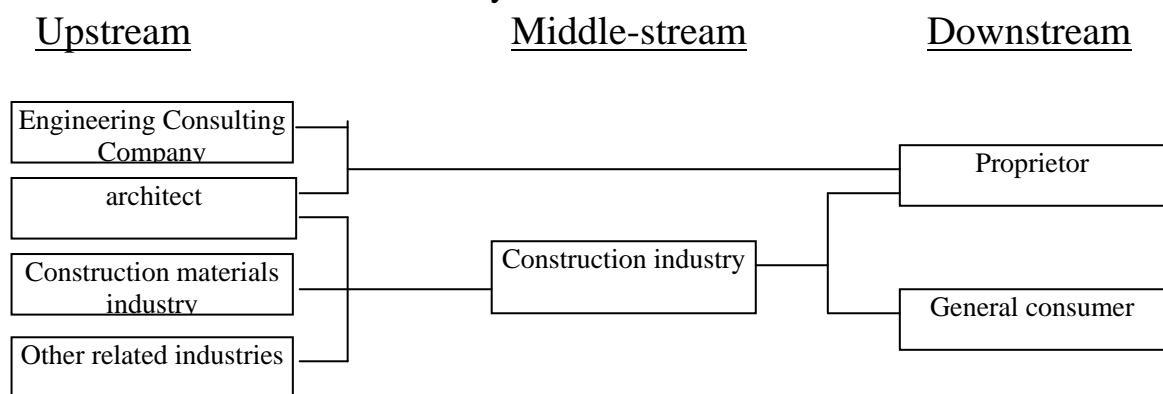 Upstream Middle-stream Downstream
Engineering Consulting
Company
architect
Construction materials
industry
Other related industries
Construction industry
Proprietor
General consumer